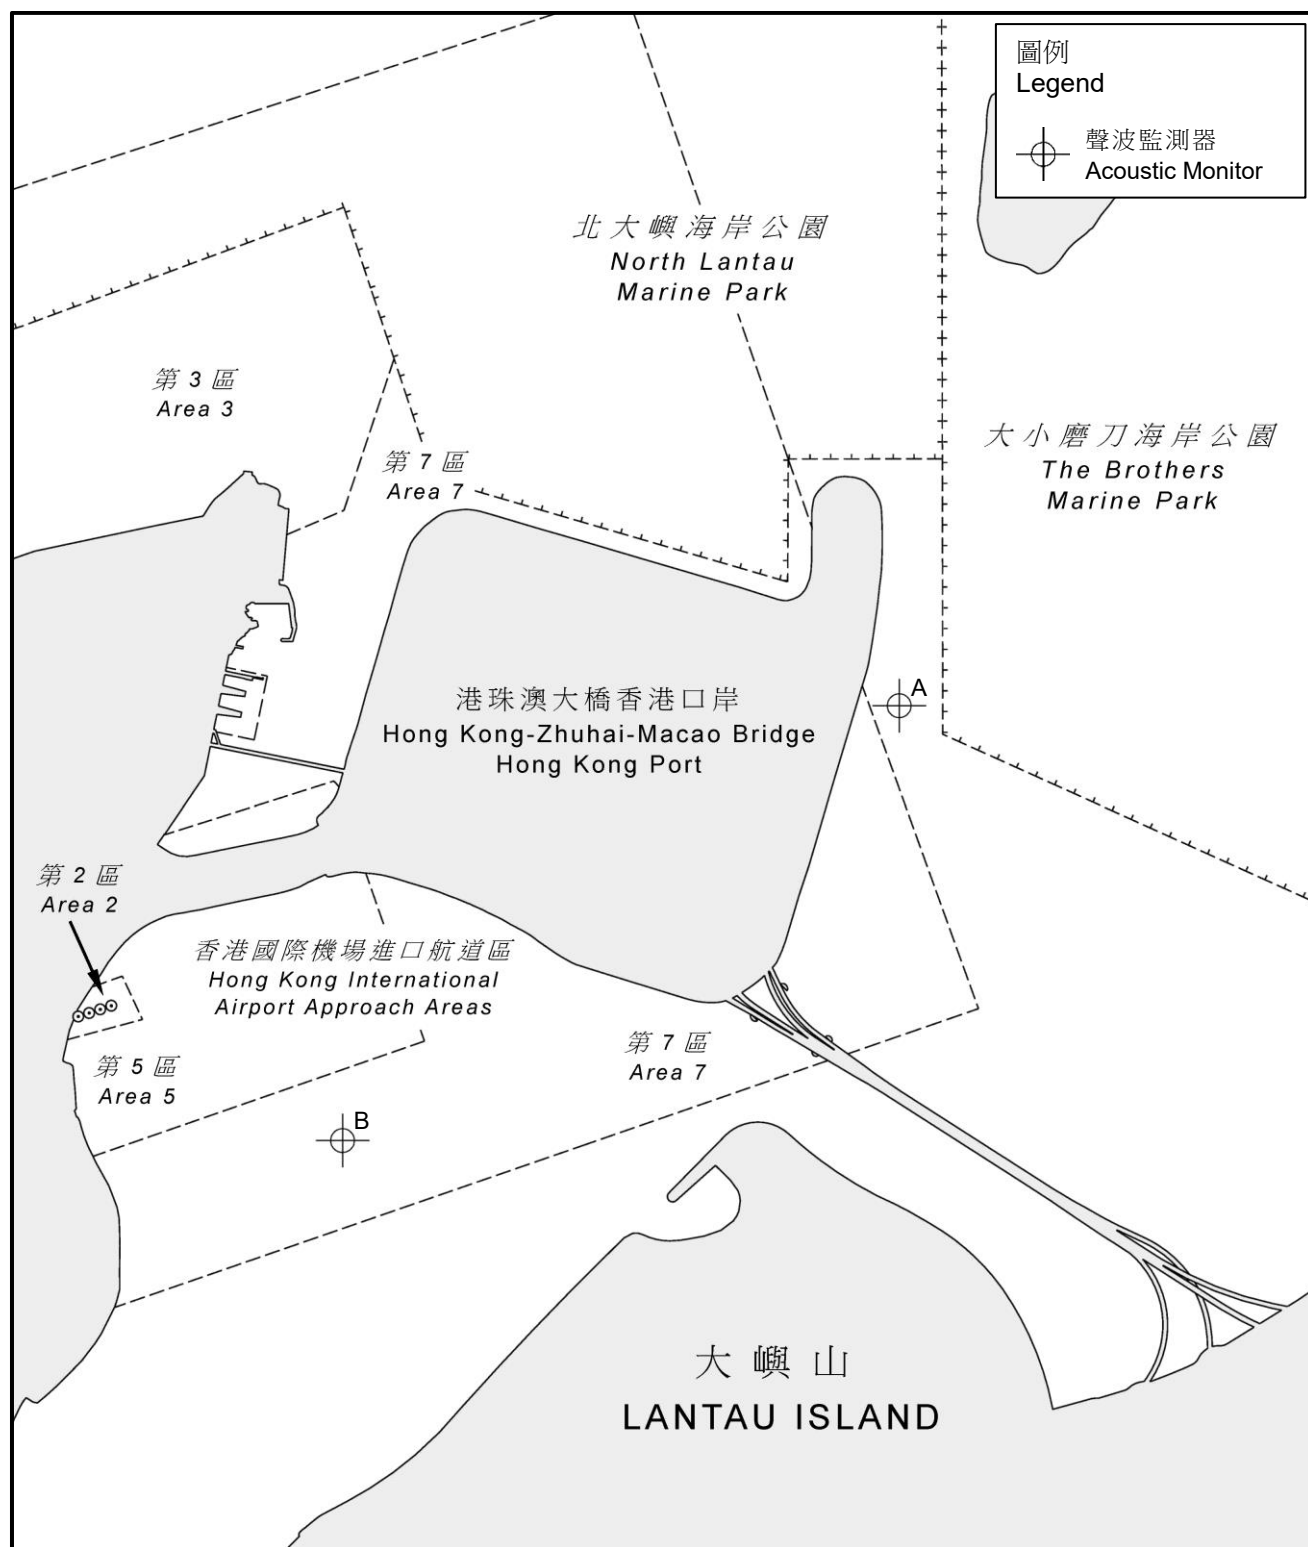 圖例
Legend
聲波監測器
Acoustic Monitor
北大嶼海岸公園
North Lantau
Marine Park
第 3 區
Area 3
大小磨刀海岸公園
The Brothers
Marine Park
第 7 區
Area 7
A
港珠澳大橋香港口岸
Hong Kong-Zhuhai-Macao Bridge
Hong Kong Port
第 2 區
Area 2
香港國際機場進口航道區
Hong Kong International
Airport Approach Areas
第 7 區
Area 7
第 5 區
Area 5
B
大嶼山
LANTAU ISLAND